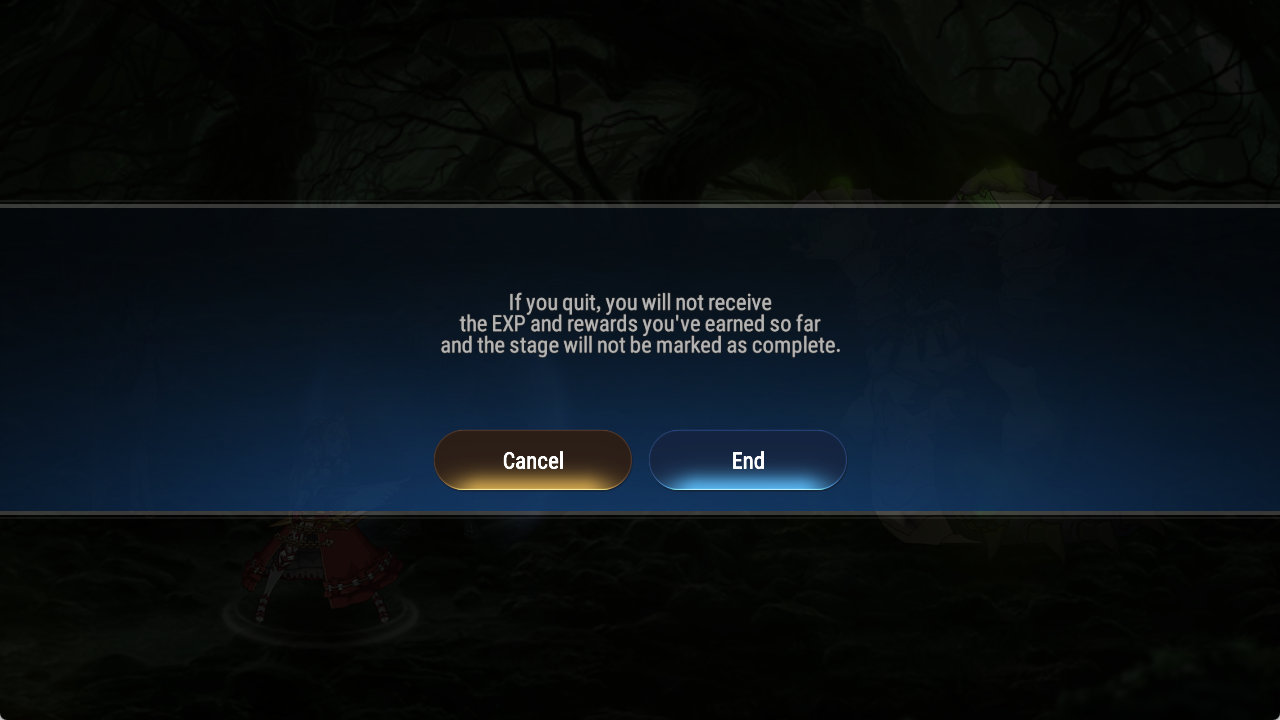 If you quit, you will not receive
the EXP and rewards you've earned so far
and the stage will not be marked as complete.
Cancel
End